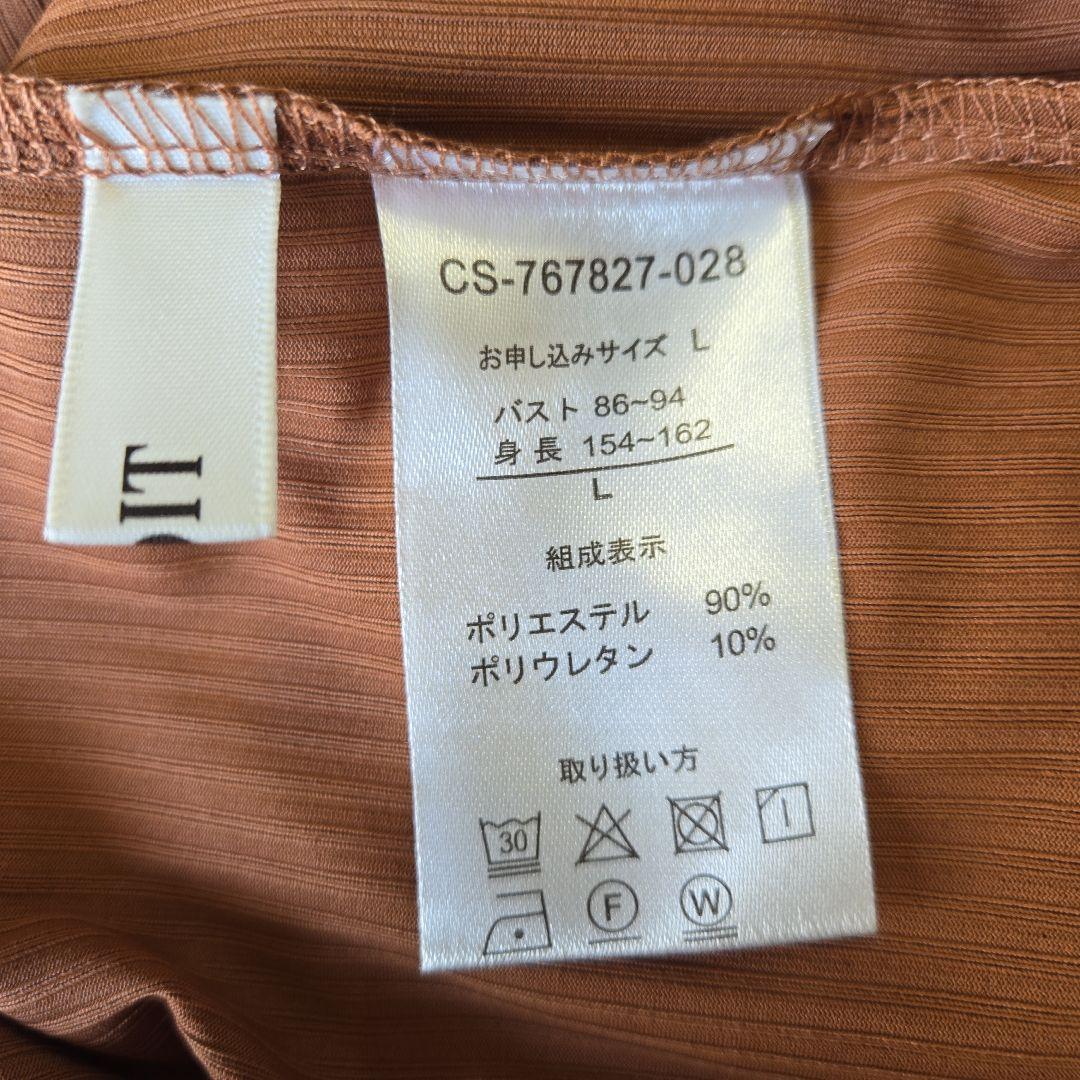 IT
CS-767827-028
お申し込みサイズ L
バスト 86~94
身長 154~162
L
組成表示
ポリエステル 90%
ポリウレタン 10%
取り扱い方
30
F
W